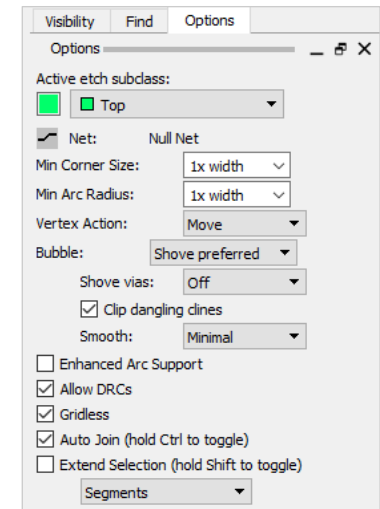 Visibility Find Options
Options
Active etch subclass:
Top
Net: Null Net
Min Corner Size: 1x width
Min Arc Radius: 1x width
Vertex Action: Move
Bubble: Shove preferred
Shove vias: Off
Clip dangling clines
Smooth: Minimal
Enhanced Arc Support
Allow DRCs
Gridless
Auto Join (hold Ctrl to toggle)
Extend Selection (hold Shift to toggle)
Segments